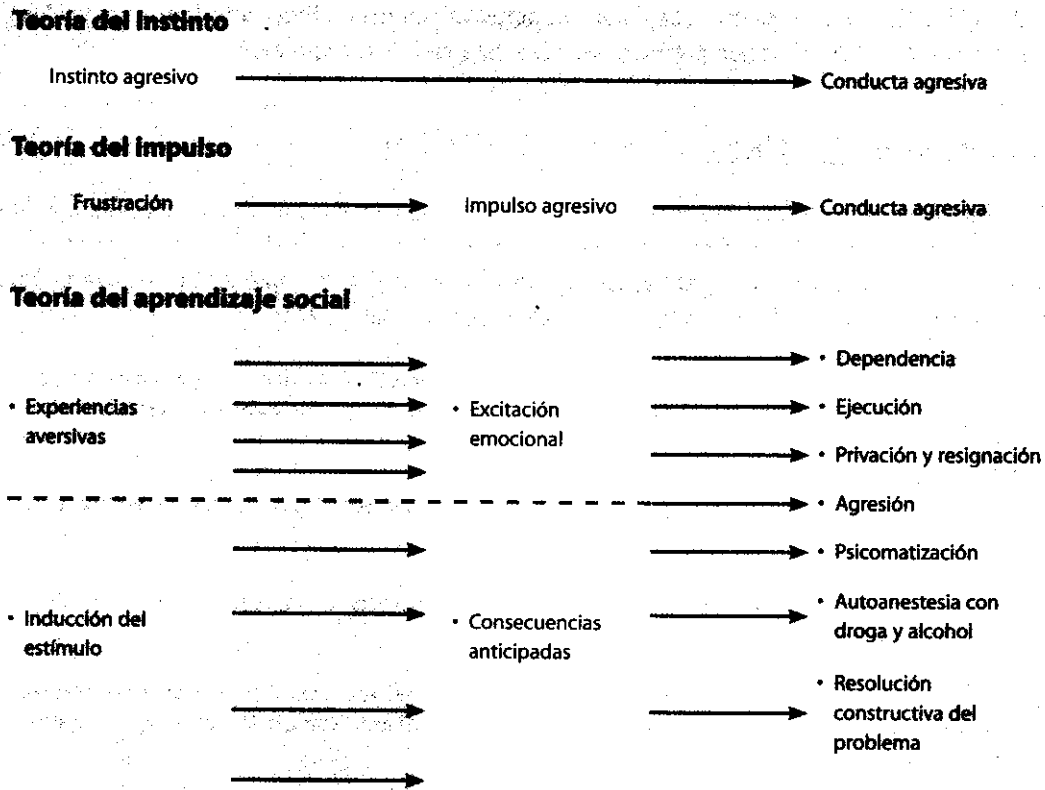 Teoría del instinto
Instinto agresivo
Conducta agresiva
Teoría del impulso
Frustración
Impulso agresivo
Conducta agresiva
Teoría del aprendizaje social
• Experiencias
aversivas
• Excitación
emocional
• Dependencia
• Ejecución
• Privación y resignación
• Agresión
• Psicomatización
• Inducción del
estímulo
• Consecuencias
anticipadas
• Autoanestesia con
droga y alcohol
• Resolución
constructiva del
problema